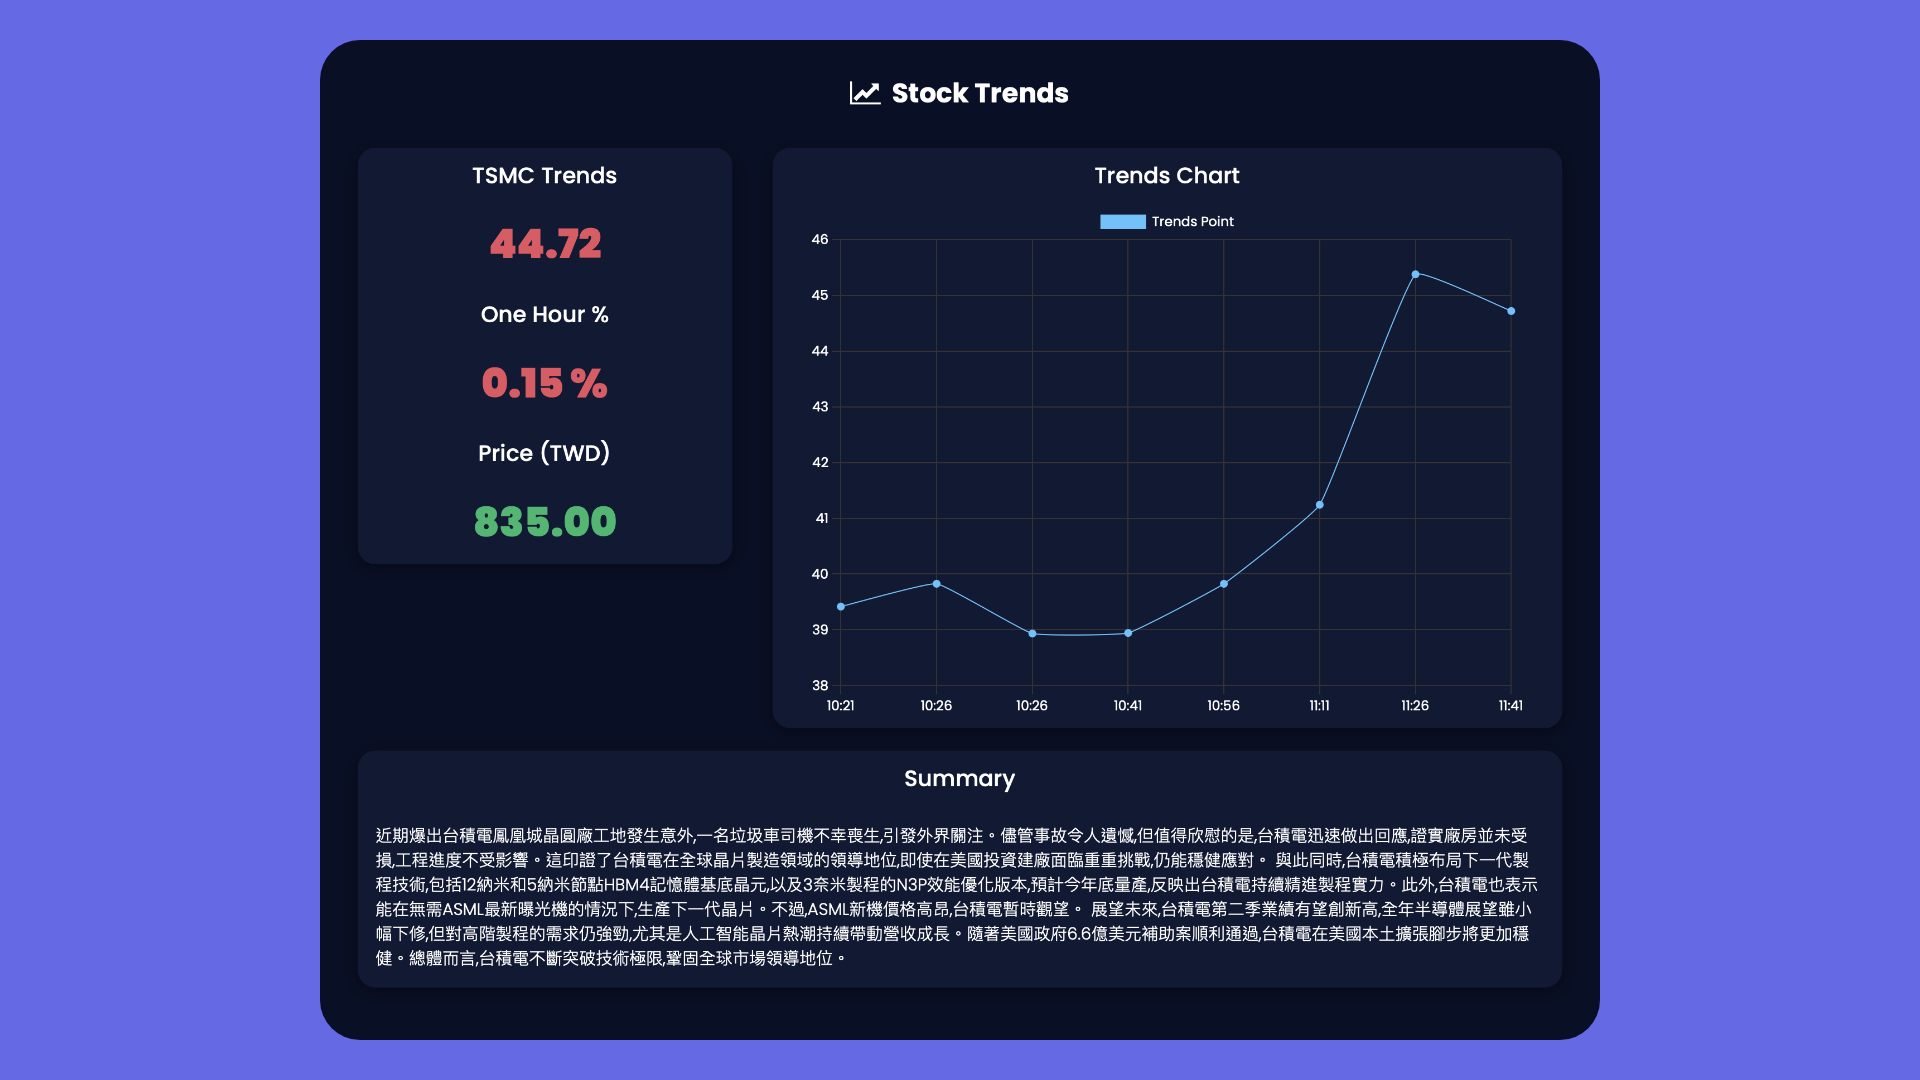 Stock Trends
TSMC Trends
44.72
One Hour %
0.15 %
Price (TWD)
835.00
Trends Chart
Trends Point
46
45
44
43
42
41
40
39
38
10:21 10:26 10:26 10:41 10:56 11:11 11:26 11:41
Summary
近期爆出台積電鳳凰城晶圓廠工地發生意外,一名垃圾車司機不幸喪生,引發外界關注。儘管事故令人遺憾,但值得欣慰的是,台積電迅速做出回應,證實廠房並未受
損,工程進度不受影響。這印證了台積電在全球晶片製造領域的領導地位,即使在美國投資建廠面臨重重挑戰,仍能穩健應對。 與此同時,台積電積極布局下一代製
程技術,包括12納米和5納米節點HBM4記憶體基底晶元,以及3奈米製程的N3P效能優化版本,預計今年底量產,反映出台積電持續精進製程實力。此外,台積電也表示
能在無需ASML最新曝光機的情況下,生產下一代晶片。不過,ASML新機價格高昂,台積電暫時觀望。 展望未來,台積電第二季業績有望創新高,全年半導體展望雖小
幅下修,但對高階製程的需求仍強勁,尤其是人工智能晶片熱潮持續帶動營收成長。隨著美國政府6.6億美元補助案順利通過,台積電在美國本土擴張腳步將更加穩
健。總體而言,台積電不斷突破技術極限,鞏固全球市場領導地位。